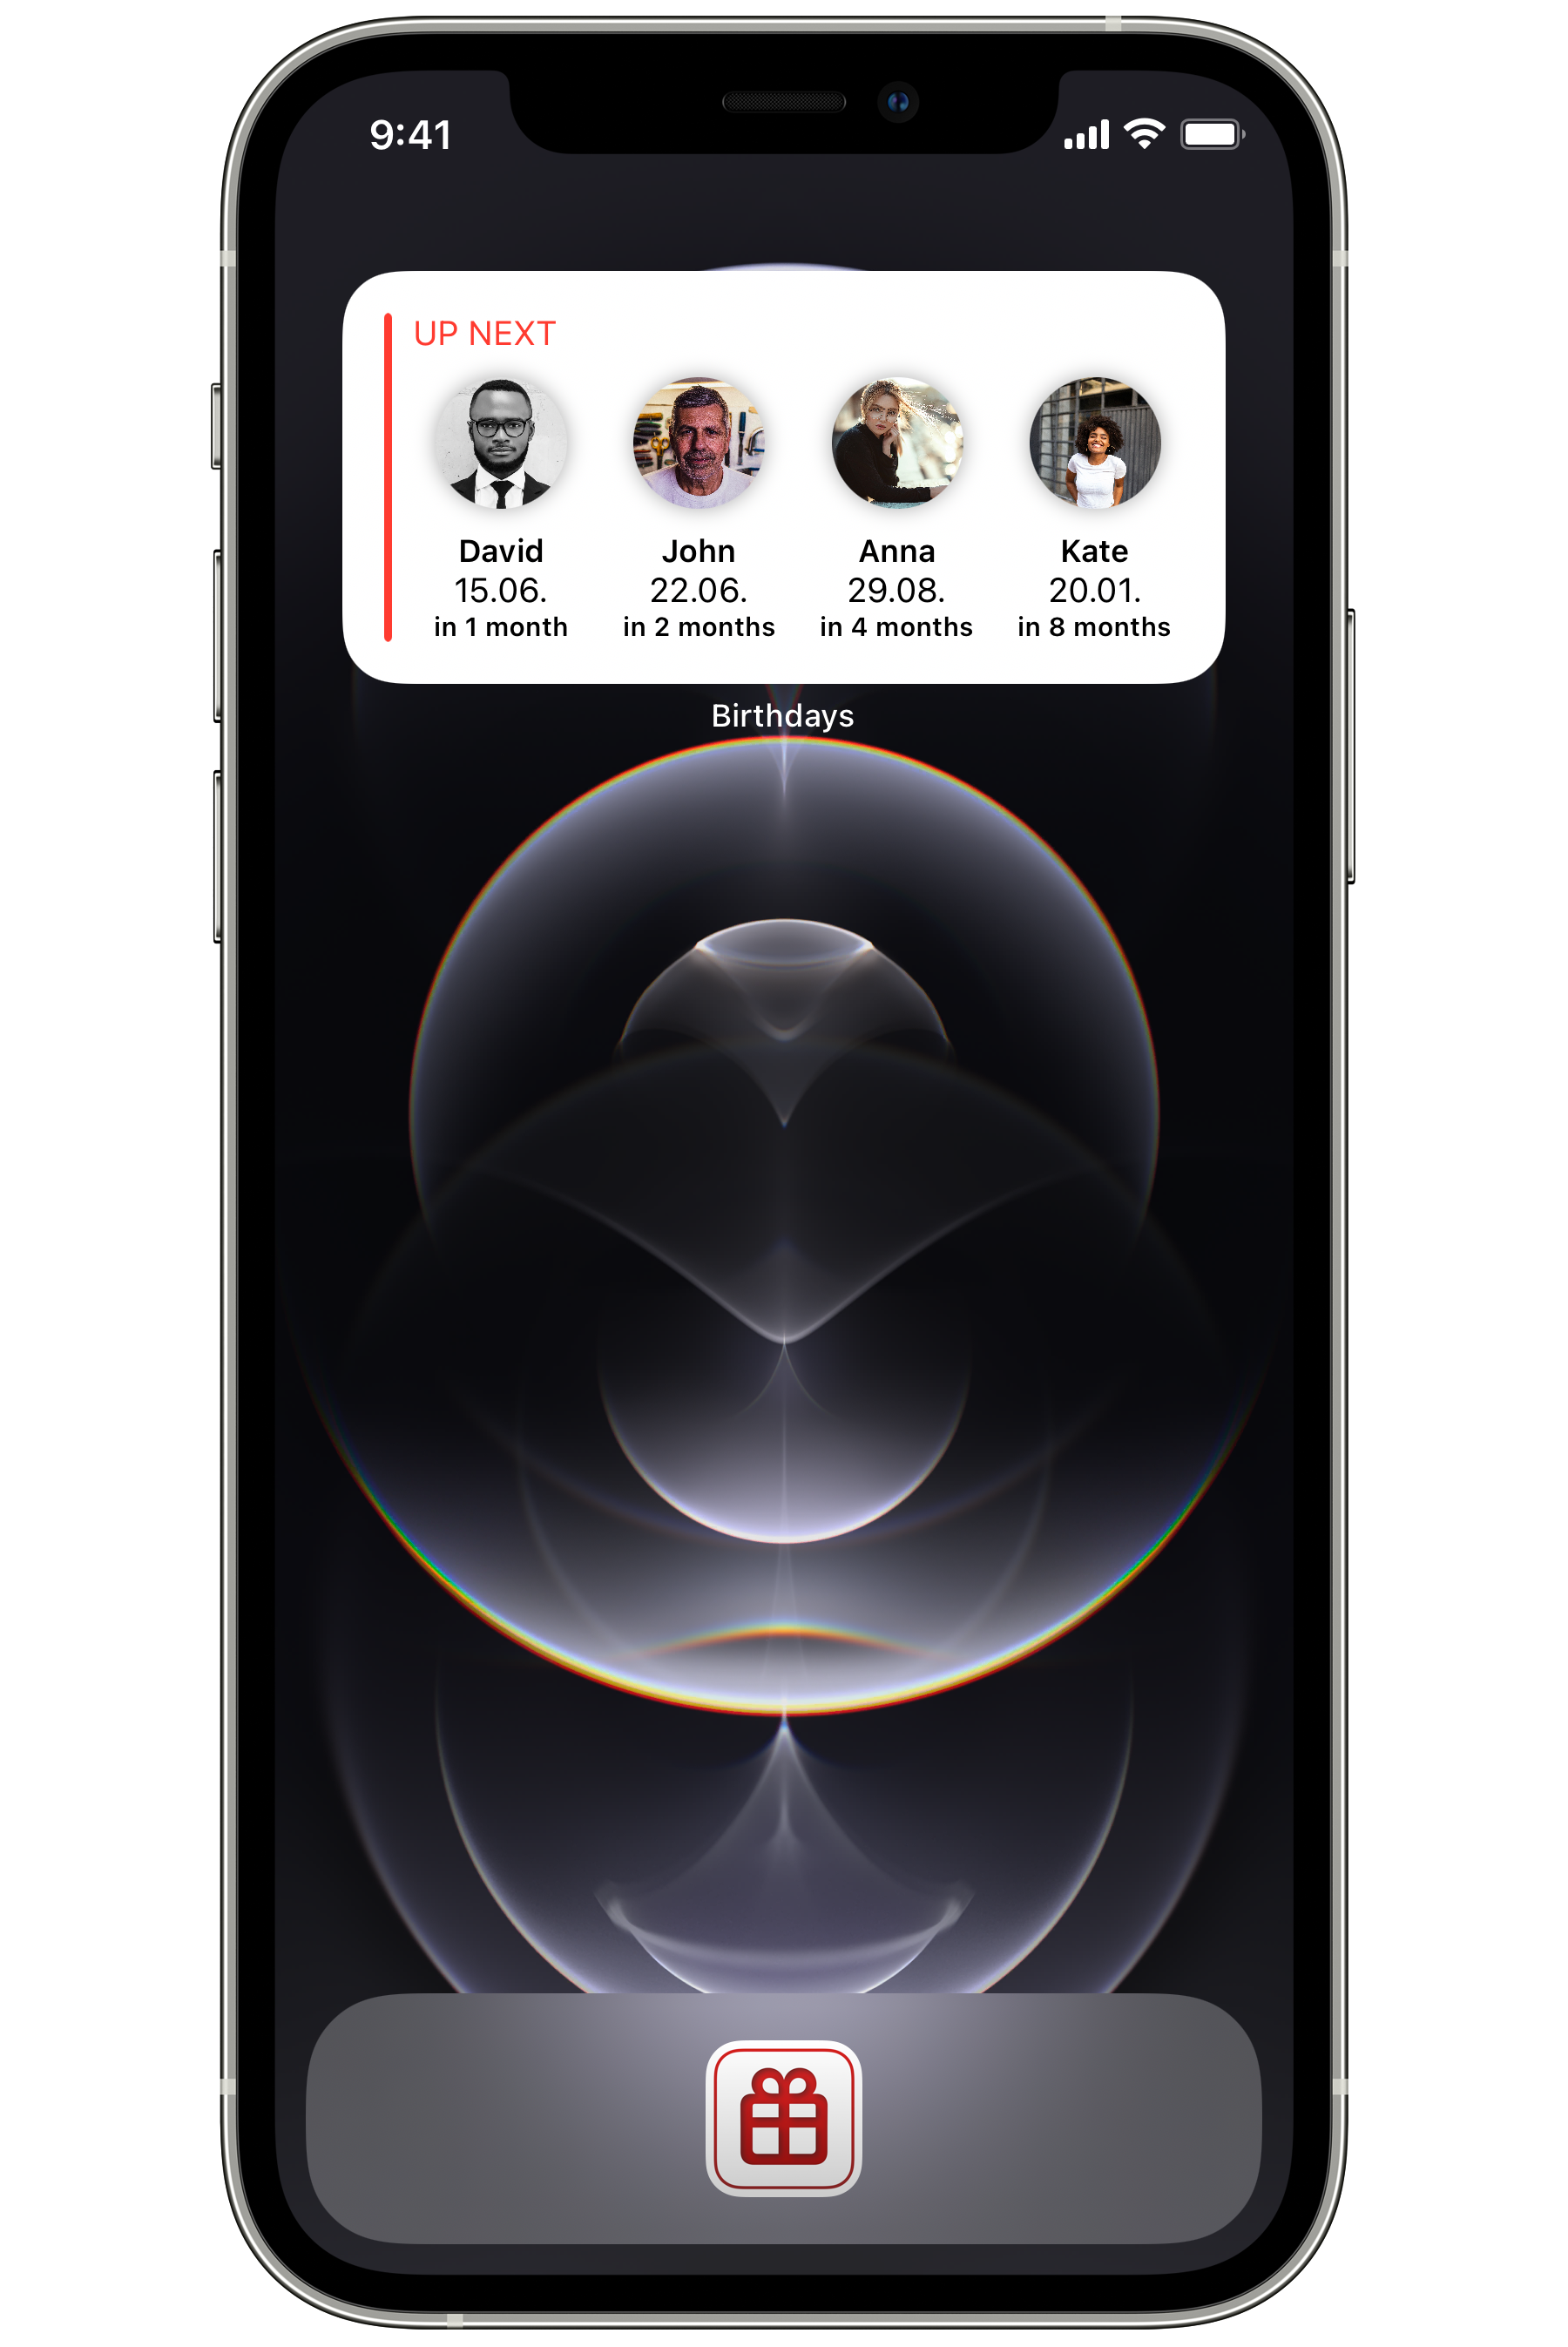 9:41
UP NEXT
David John Anna Kate
15.06. 22.06. 29.08. 20.01.
in 1 month in 2 months in 4 months in 8 months
Birthdays